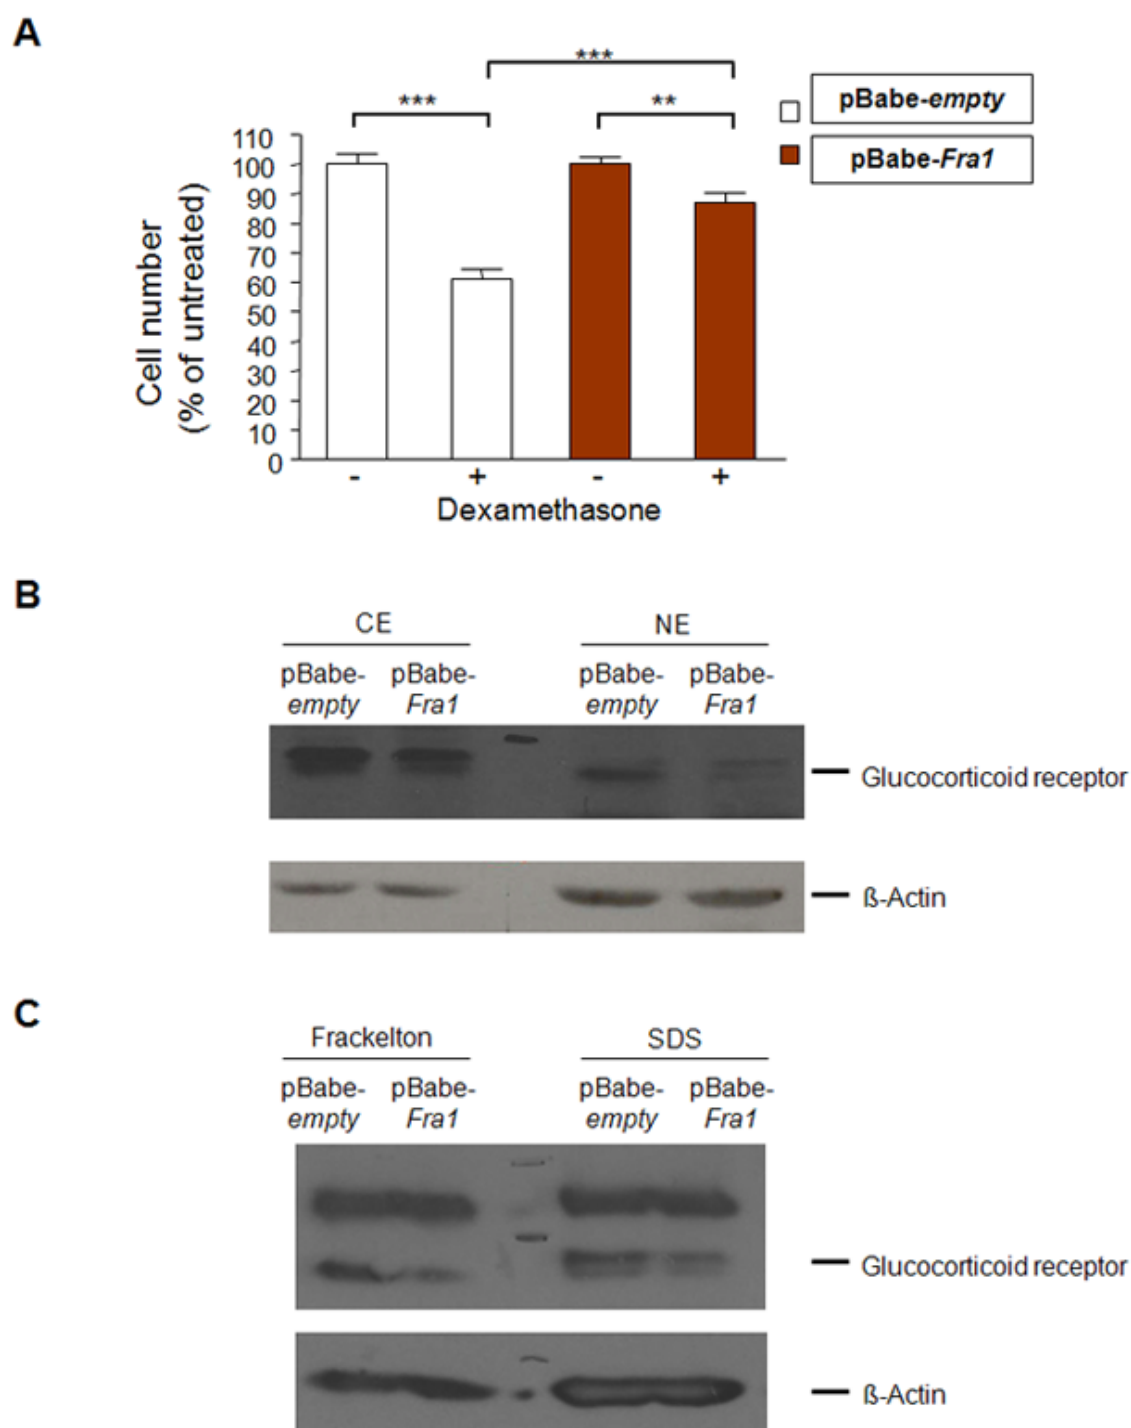 A
***
***
**
pBabe-empty
pBabe-Fra1
110
100
90
80
70
60
50
40
30
20
10
0
Cell number
(% of untreated)
- + - +
Dexamethasone
B
CE NE
pBabe- pBabe- pBabe- pBabe-
empty Fra1 empty Fra1
Glucocorticoid receptor
ß-Actin
C
Frackelton SDS
pBabe- pBabe- pBabe- pBabe-
empty Fra1 empty Fra1
Glucocorticoid receptor
ß-Actin